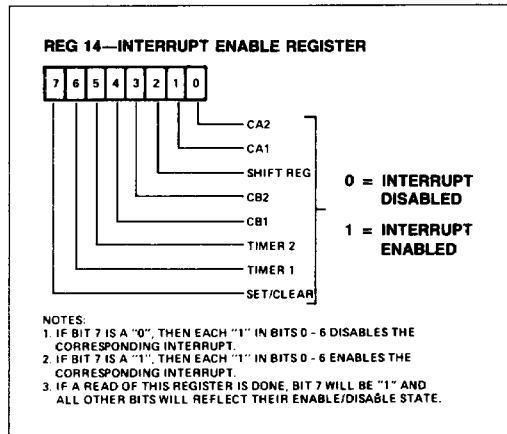 REG 14—INTERRUPT ENABLE REGISTER
7 6 5 4 3 2 1 0
CA2
CA1
SHIFT REG
CB2
CB1
TIMER 2
TIMER 1
SET/CLEAR
0 = INTERRUPT
DISABLED
1 = INTERRUPT
ENABLED
NOTES:
1. IF BIT 7 IS A "0", THEN EACH "1" IN BITS 0 - 6 DISABLES THE
CORRESPONDING INTERRUPT.
2. IF BIT 7 IS A "1", THEN EACH "1" IN BITS 0 - 6 ENABLES THE
CORRESPONDING INTERRUPT.
3. IF A READ OF THIS REGISTER IS DONE, BIT 7 WILL BE "1" AND
ALL OTHER BITS WILL REFLECT THEIR ENABLE/DISABLE STATE.